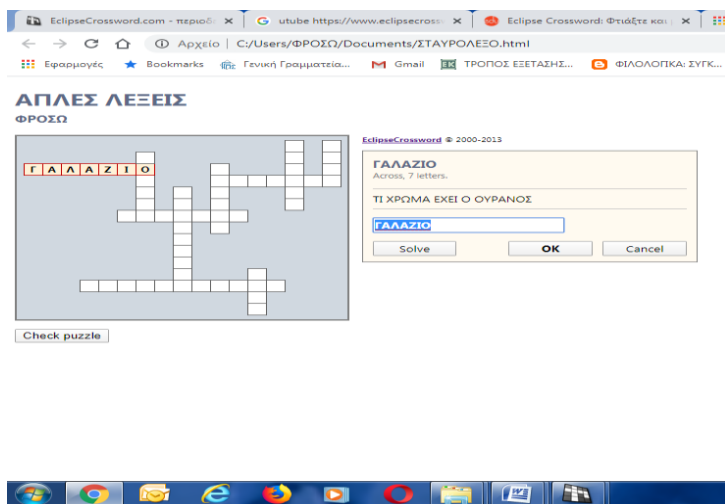 EclipseCrossword.com - περιοδ
utube https://www.eclipsecross
Eclipse Crossword: Φτιάξτε και
Αρχείο | C:/Users/ΦΡΟΣΩ/Documents/ΣΤΑΥΡΟΛΕΞΟ.html
Εφαρμογές Bookmarks Γενική Γραμματεία... Gmail ΤΡΟΠΟΣ ΕΞΕΤΑΣΗΣ... ΦΙΛΟΛΟΓΙΚΑ: ΣΥΓΚ...
ΑΠΛΕΣ ΛΕΞΕΙΣ
ΦΡΟΣΩ
EclipseCrossword © 2000-2013
Γ Α Λ Α Ζ Ι Ο
ΓΑΛΑΖΙΟ
Across, 7 letters.
ΤΙ ΧΡΩΜΑ ΕΧΕΙ Ο ΟΥΡΑΝΟΣ
ΓΑΛΑΖΙΟ
Solve OK Cancel
Check puzzle